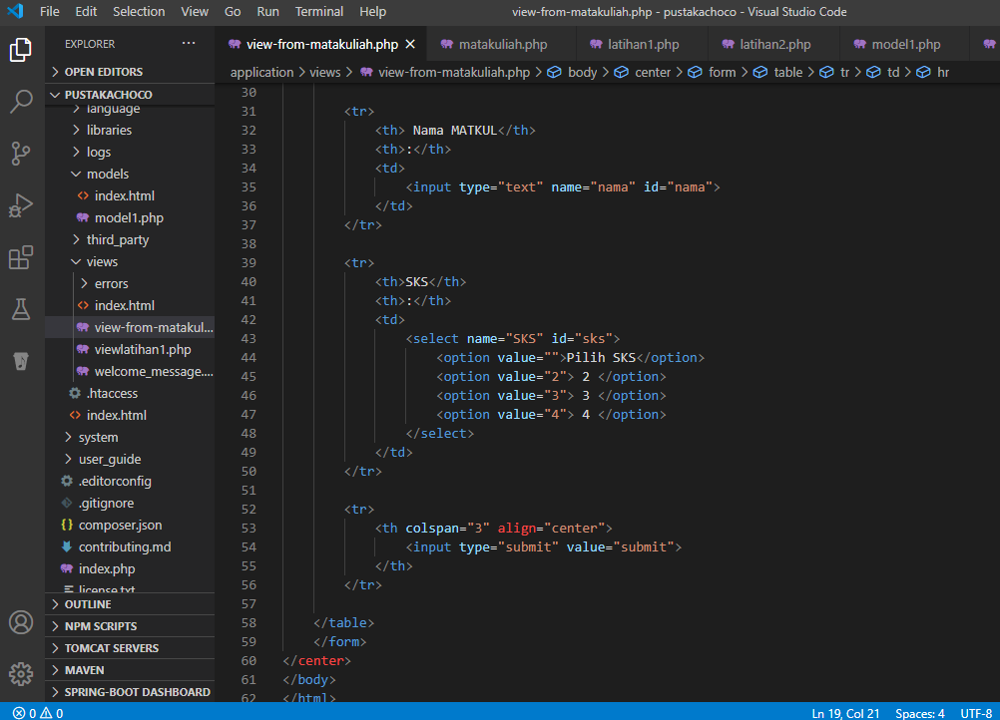 File Edit Selection View Go Run Terminal Help view-from-matakuliah.php - pustakachoco - Visual Studio Code
EXPLORER ···
view-from-matakuliah.php matakuliah.php latihan1.php latihan2.php model1.php
OPEN EDITORS
application > views > view-from-matakuliah.php > body > center > form > table > tr > td > hr
PUSTAKACHOCO
language
libraries
logs
models
index.html
model1.php
third_party
views
errors
index.html
view-from-matakul...
viewlatihan1.php
welcome_message....
.htaccess
index.html
system
user_guide
.editorconfig
.gitignore
composer.json
contributing.md
index.php
license.txt
OUTLINE
NPM SCRIPTS
TOMCAT SERVERS
MAVEN
SPRING-BOOT DASHBOARD
30
31 <tr>
32 <th> Nama MATKUL</th>
33 <th>:</th>
34 <td>
35 <input type="text" name="nama" id="nama">
36 </td>
37 </tr>
38
39 <tr>
40 <th>SKS</th>
41 <th>:</th>
42 <td>
43 <select name="SKS" id="sks">
44 <option value="">Pilih SKS</option>
45 <option value="2"> 2 </option>
46 <option value="3"> 3 </option>
47 <option value="4"> 4 </option>
48 </select>
49 </td>
50 </tr>
51
52 <tr>
53 <th colspan="3" align="center">
54 <input type="submit" value="submit">
55 </th>
56 </tr>
57
58 </table>
59 </form>
60 </center>
61 </body>
62 </html>
0 0 Ln 19, Col 21 Spaces: 4 UTF-8